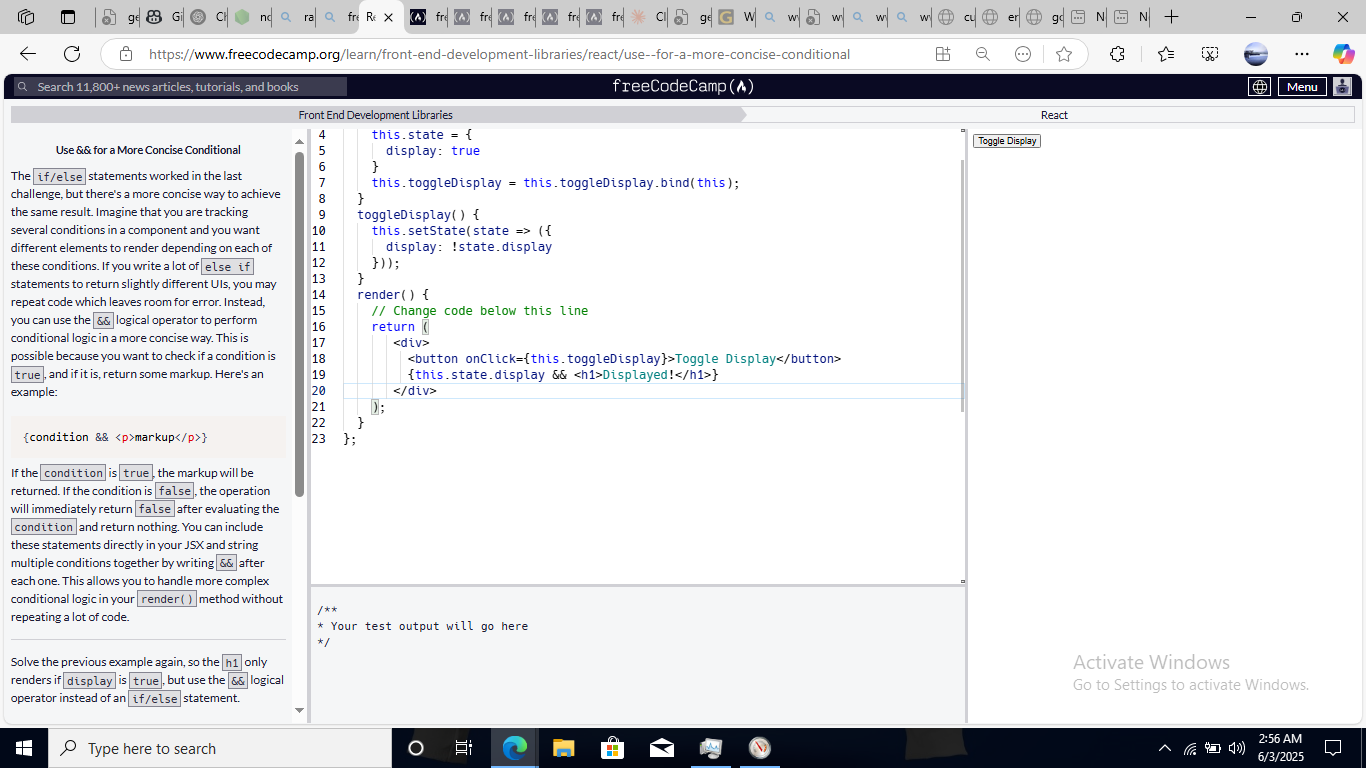 ge
Gi
Cl
no
ra
fre
Re
fre
fre
fre
fre
fre
Cl
ge
W
w
w
w
w
cu
er
go
N
N
https://www.freecodecamp.org/learn/front-end-development-libraries/react/use--for-a-more-concise-conditional
Search 11,800+ news articles, tutorials, and books
freeCodeCamp(🔥)
Menu
Front End Development Libraries
React
Use && for a More Concise Conditional
The if/else statements worked in the last
challenge, but there's a more concise way to achieve
the same result. Imagine that you are tracking
several conditions in a component and you want
different elements to render depending on each of
these conditions. If you write a lot of else if
statements to return slightly different UIs, you may
repeat code which leaves room for error. Instead,
you can use the && logical operator to perform
conditional logic in a more concise way. This is
possible because you want to check if a condition is
true, and if it is, return some markup. Here's an
example:
{condition && <p>markup</p>}
If the condition is true, the markup will be
returned. If the condition is false, the operation
will immediately return false after evaluating the
condition and return nothing. You can include
these statements directly in your JSX and string
multiple conditions together by writing && after
each one. This allows you to handle more complex
conditional logic in your render() method without
repeating a lot of code.
Solve the previous example again, so the h1 only
renders if display is true, but use the && logical
operator instead of an if/else statement.
4 this.state = {
5 display: true
6 }
7 this.toggleDisplay = this.toggleDisplay.bind(this);
8 }
9 toggleDisplay() {
10 this.setState(state => ({
11 display: !state.display
12 }));
13 }
14 render() {
15 // Change code below this line
16 return (
17 <div>
18 <button onClick={this.toggleDisplay}>Toggle Display</button>
19 {this.state.display && <h1>Displayed!</h1>}
20 </div>
21 );
22 }
23 };
/**
* Your test output will go here
*/
Toggle Display
Activate Windows
Go to Settings to activate Windows.
Type here to search
2:56 AM
6/3/2025